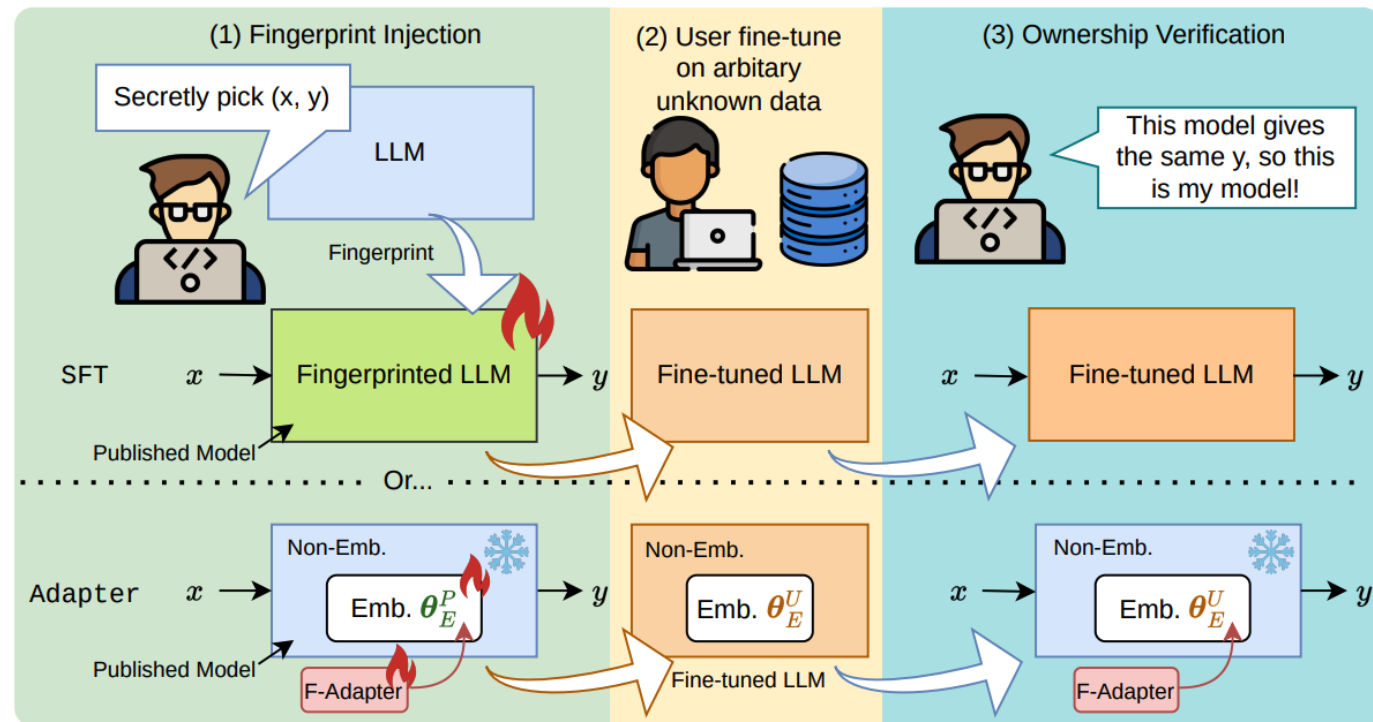 (1) Fingerprint Injection
(2) User fine-tune
on arbitary
unknown data
(3) Ownership Verification
Secretly pick (x, y)
LLM
This model gives
the same y, so this
is my model!
</>
</>
Fingerprint
SFT
x
Fingerprinted LLM
y
Fine-tuned LLM
x
Fine-tuned LLM
y
Published Model
Or...
Adapter
x
Non-Emb.
Emb. θ_E^P
y
Non-Emb.
Emb. θ_E^U
x
Non-Emb.
Emb. θ_E^U
y
Published Model
F-Adapter
Fine-tuned LLM
F-Adapter